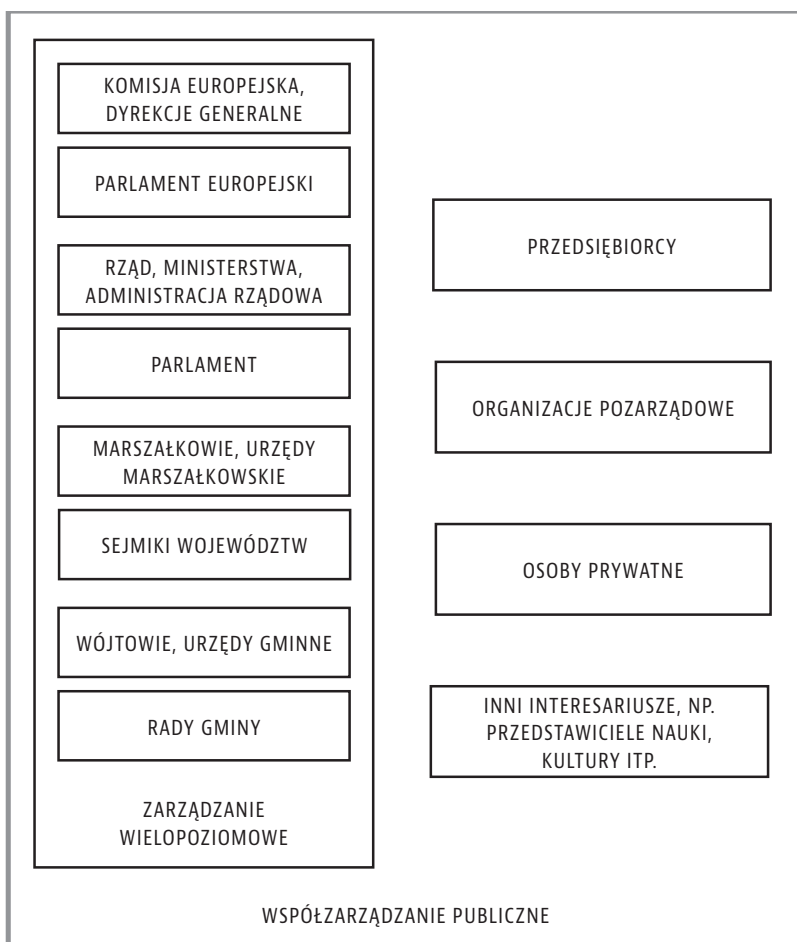 KOMISJA EUROPEJSKA,
DYREKCJE GENERALNE
PARLAMENT EUROPEJSKI
RZĄD, MINISTERSTWA,
ADMINISTRACJA RZĄDOWA
PARLAMENT
MARSZAŁKOWIE, URZĘDY
MARSZAŁKOWSKIE
SEJMIKI WOJEWÓDZTW
WÓJTOWIE, URZĘDY GMINNE
RADY GMINY
ZARZĄDZANIE
WIELOPOZIOMOWE
PRZEDSIĘBIORCY
ORGANIZACJE POZARZĄDOWE
OSOBY PRYWATNE
INNI INTERESARIUSZE, NP.
PRZEDSTAWICIELE NAUKI,
KULTURY ITP.
WSPÓŁZARZĄDZANIE PUBLICZNE